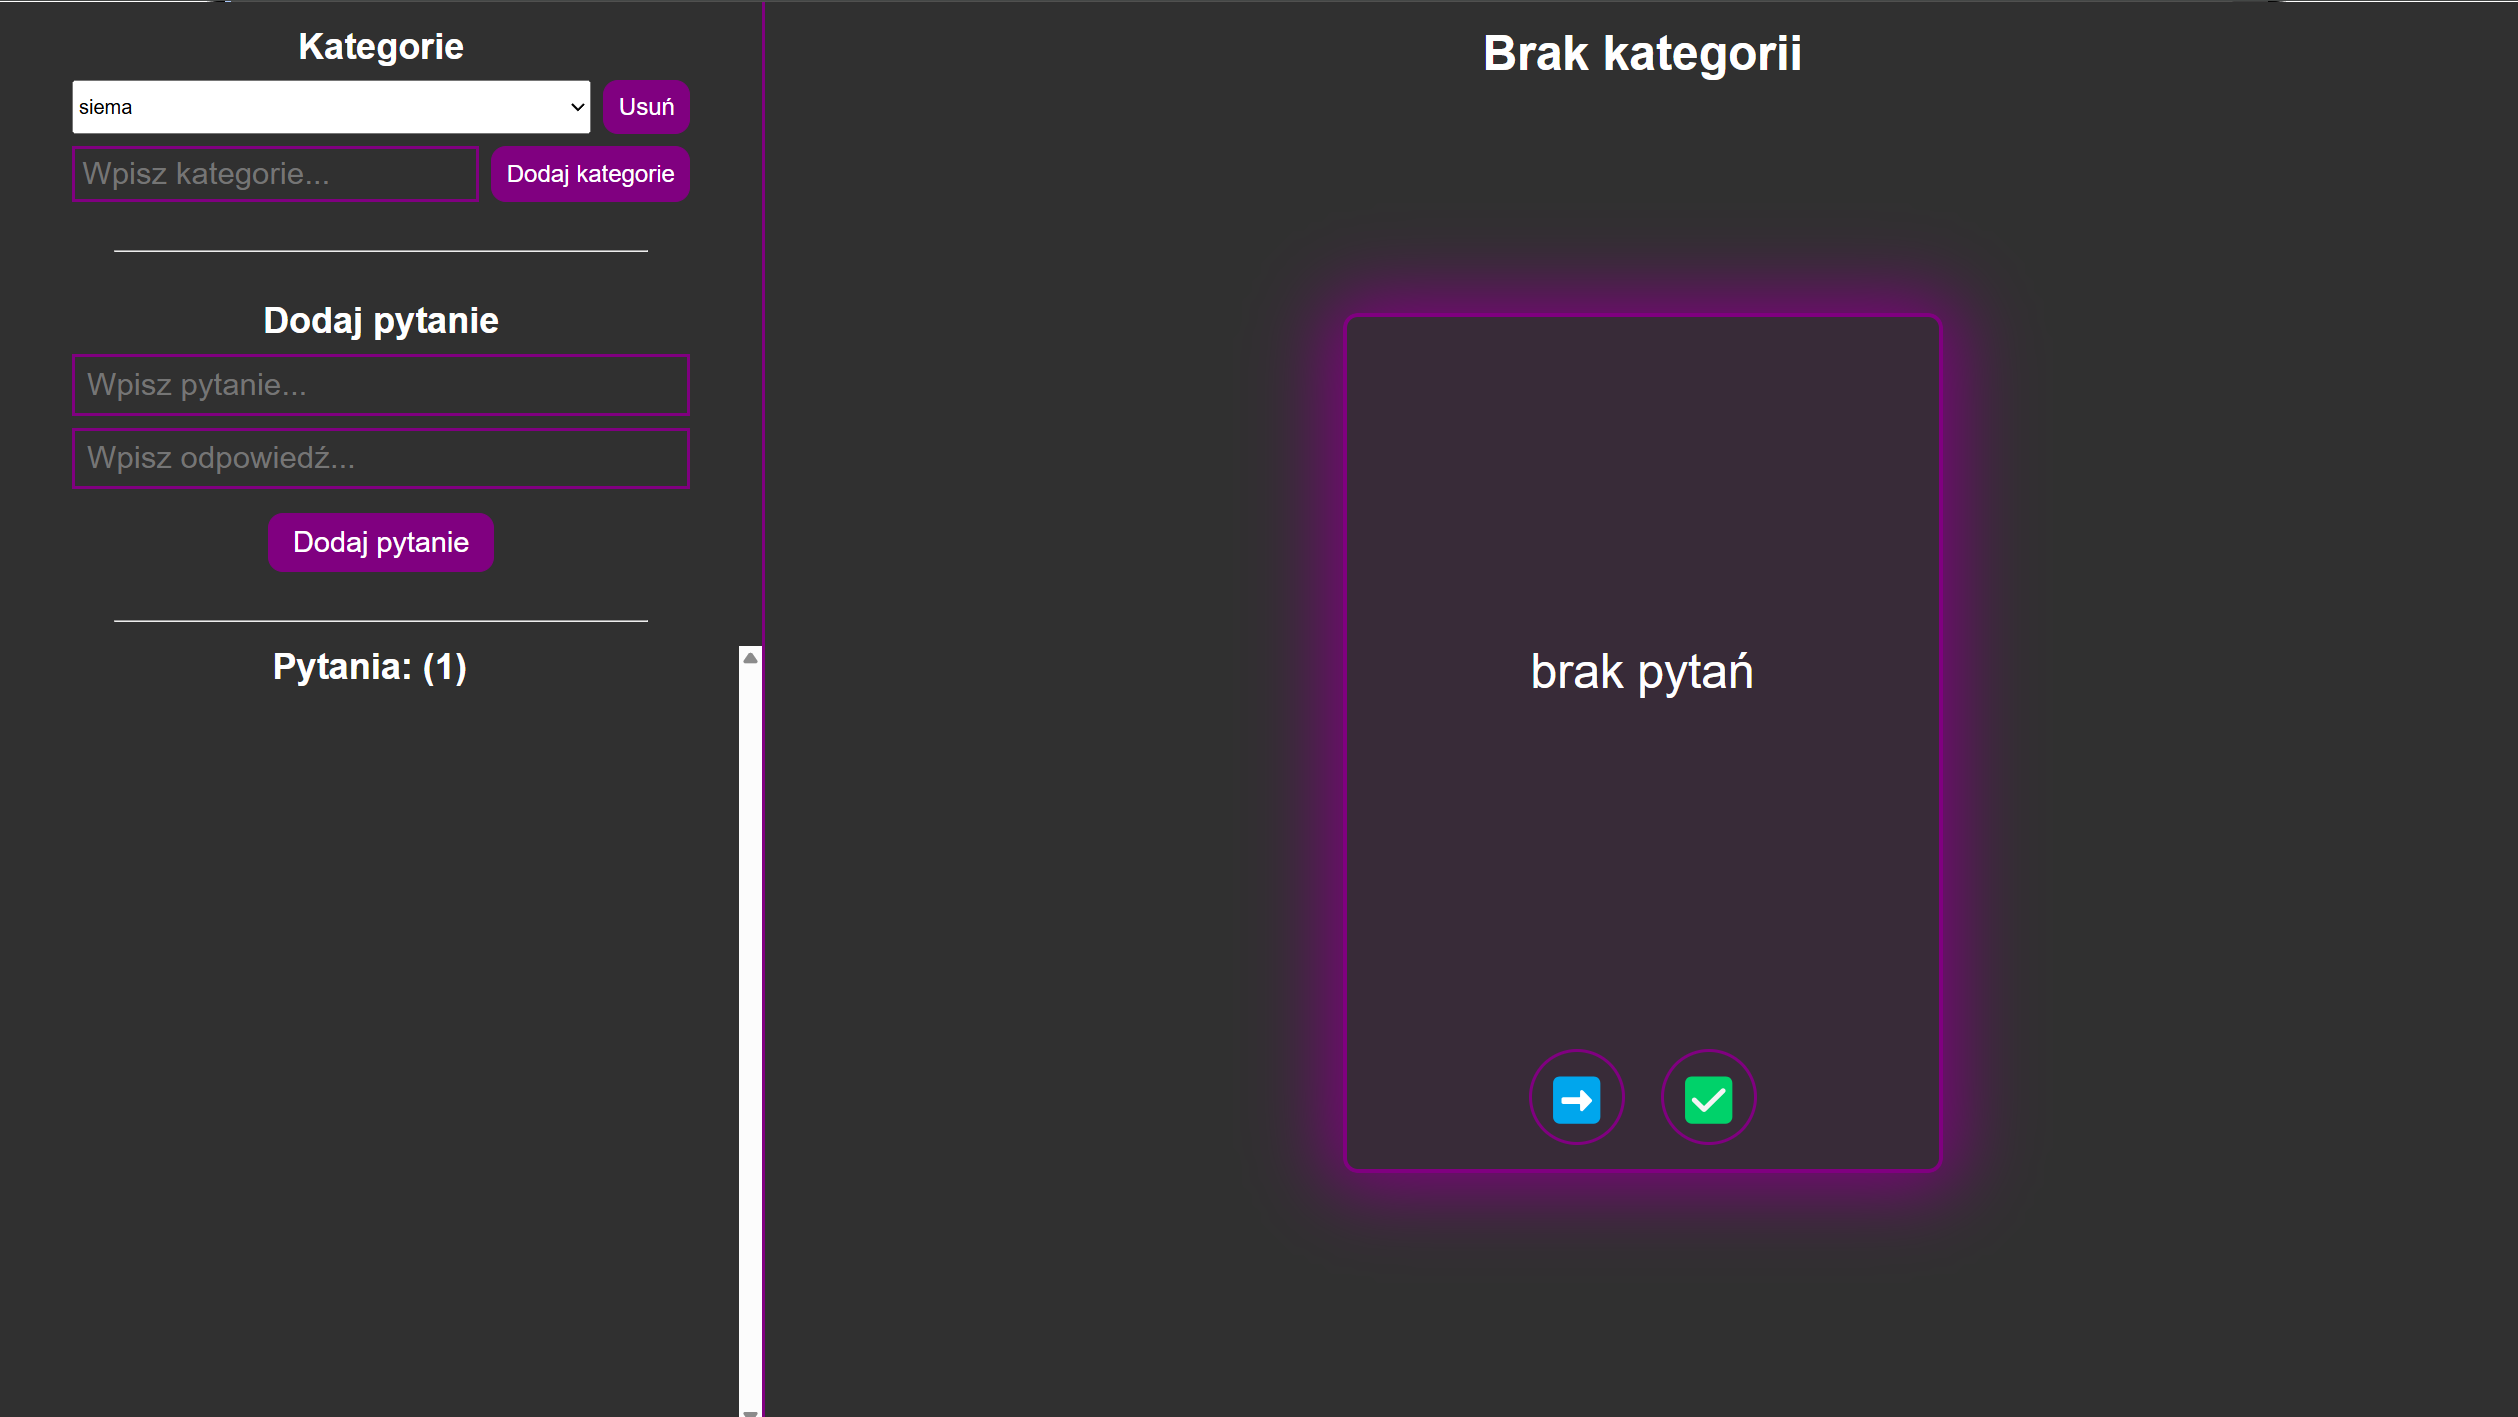 Kategorie
siema
Usuń
Wpisz kategorie...
Dodaj kategorie
Dodaj pytanie
Wpisz pytanie...
Wpisz odpowiedź...
Dodaj pytanie
Pytania: (1)
Brak kategorii
brak pytań